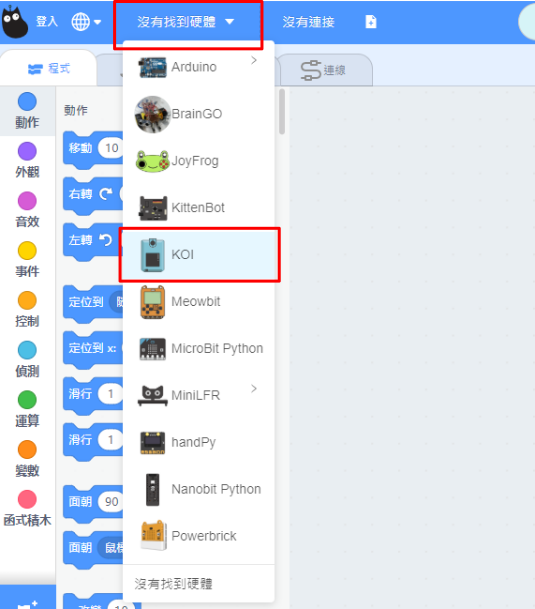 登入 沒有找到硬體 沒有連接
程式 連線
動作
外觀
音效
事件
控制
偵測
運算
變數
函式積木
動作
移動 10
右轉
左轉
定位到
定位到 x:
滑行 1
滑行 1
面朝 90
面朝
10
Arduino
BrainGO
JoyFrog
KittenBot
KOI
Meowbit
MicroBit Python
MiniLFR
handPy
Nanobit Python
Powerbrick
沒有找到硬體